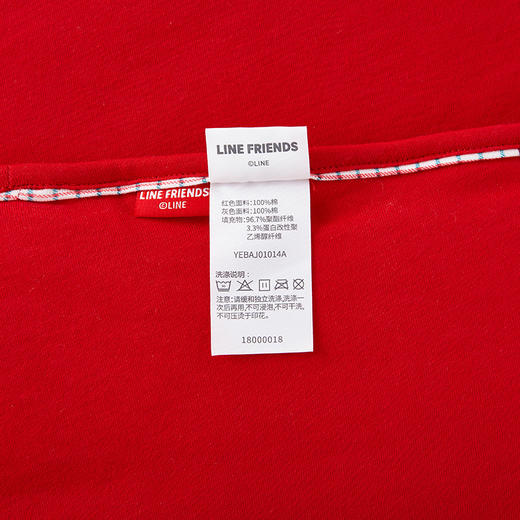 LINE FRIENDS
©LINE
LINE FRIENDS
©LINE
红色面料:100%棉
灰色面料:100%棉
填充物:96.7%聚酯纤维
3.3%蛋白改性聚
乙烯醇纤维
YEBAJ01014A
洗涤说明:
注意:请缓和独立洗涤,洗涤一
次后再用,不可浸泡,不可干洗,
不可压烫于印花。
18000018